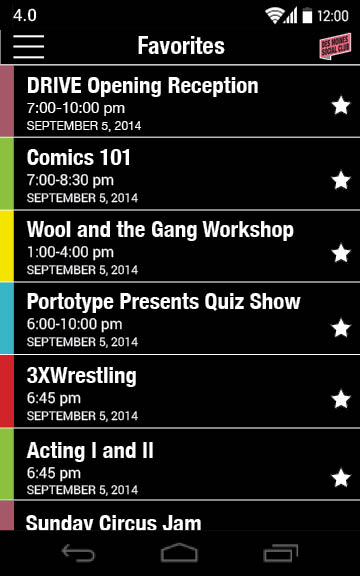 4.0 12:00
Favorites
DES MOINES
SOCIAL CLUB
DRIVE Opening Reception
7:00-10:00 pm
SEPTEMBER 5, 2014
Comics 101
7:00-8:30 pm
SEPTEMBER 5, 2014
Wool and the Gang Workshop
1:00-4:00 pm
SEPTEMBER 5, 2014
Portotype Presents Quiz Show
6:00-10:00 pm
SEPTEMBER 5, 2014
3XWrestling
6:45 pm
SEPTEMBER 5, 2014
Acting I and II
6:45 pm
SEPTEMBER 5, 2014
Sunday Circus Jam